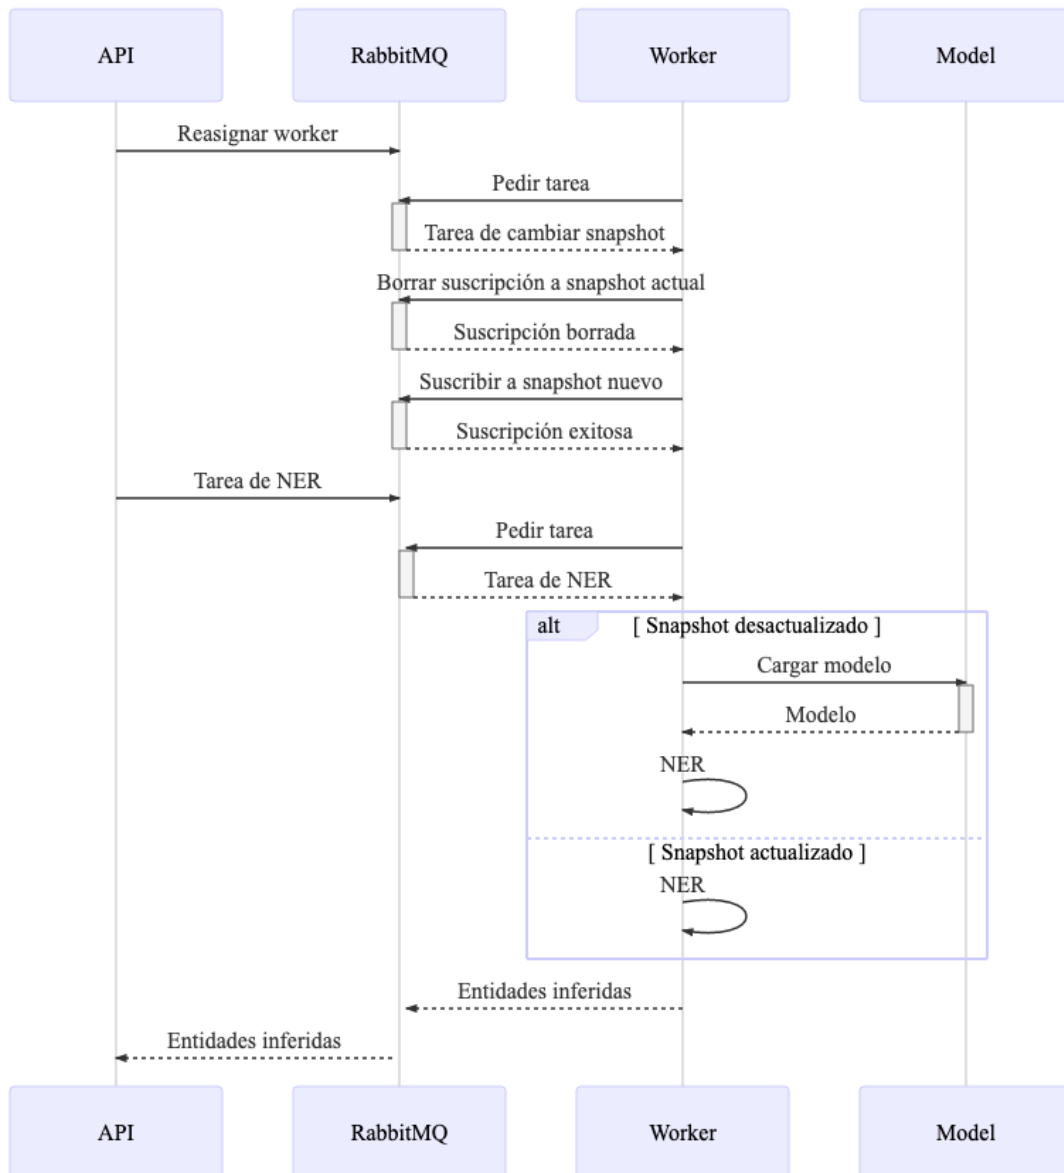 API RabbitMQ Worker Model
Reasignar worker
Pedir tarea
Tarea de cambiar snapshot
Borrar suscripción a snapshot actual
Suscripción borrada
Suscribir a snapshot nuevo
Suscripción exitosa
Tarea de NER
Pedir tarea
Tarea de NER
alt [ Snapshot desactualizado ]
Cargar modelo
Modelo
NER
[ Snapshot actualizado ]
NER
Entidades inferidas
Entidades inferidas
API RabbitMQ Worker Model